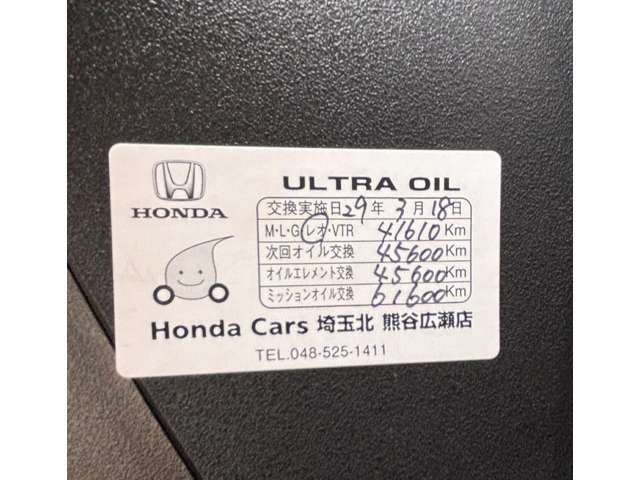 HONDA
ULTRA OIL
交換実施日 29年 3月 18日
M・L・G・レオ・VTR 41610 Km
次回オイル交換 45600 Km
オイルエレメント交換 45600 Km
ミッションオイル交換 61600 Km
Honda Cars 埼玉北 熊谷広瀬店
TEL.048-525-1411